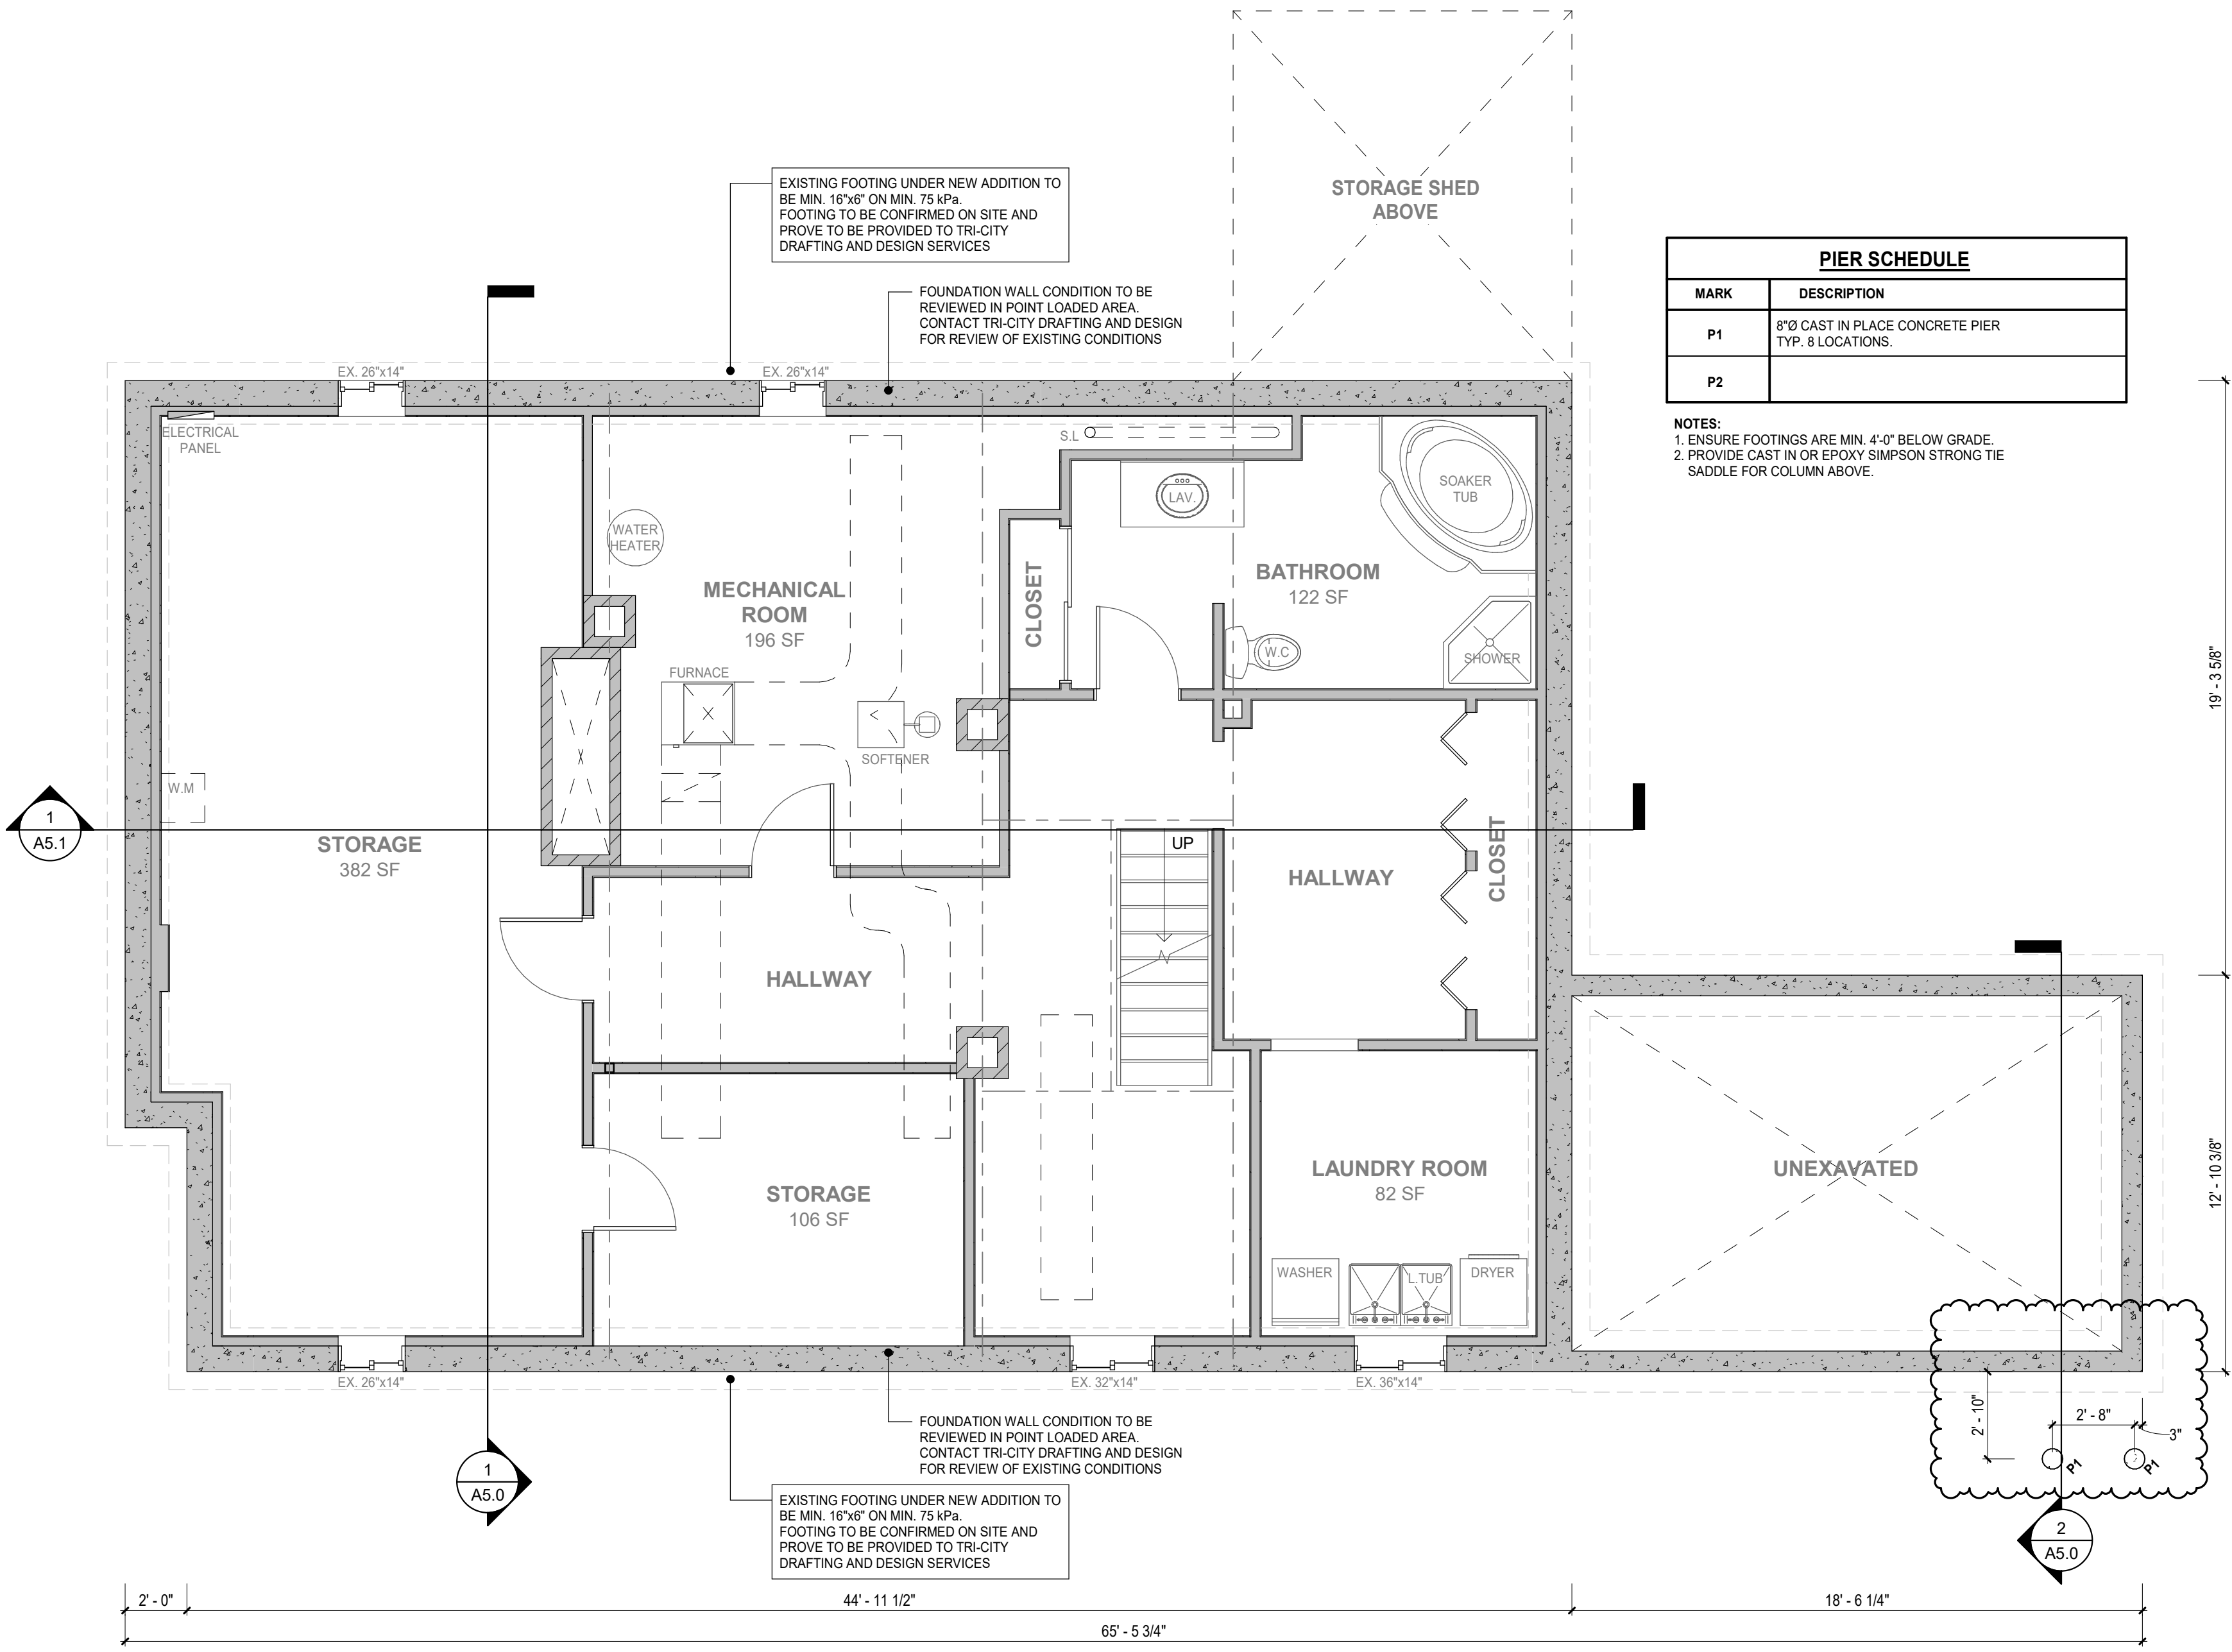 STORAGE SHED
ABOVE
EXISTING FOOTING UNDER NEW ADDITION TO
BE MIN. 16"x6" ON MIN. 75 kPa.
FOOTING TO BE CONFIRMED ON SITE AND
PROVE TO BE PROVIDED TO TRI-CITY
DRAFTING AND DESIGN SERVICES
FOUNDATION WALL CONDITION TO BE
REVIEWED IN POINT LOADED AREA.
CONTACT TRI-CITY DRAFTING AND DESIGN
FOR REVIEW OF EXISTING CONDITIONS
PIER SCHEDULE
MARK DESCRIPTION
P1 8"Ø CAST IN PLACE CONCRETE PIER
TYP. 8 LOCATIONS.
P2
NOTES:
1. ENSURE FOOTINGS ARE MIN. 4'-0" BELOW GRADE.
2. PROVIDE CAST IN OR EPOXY SIMPSON STRONG TIE
SADDLE FOR COLUMN ABOVE.
EX. 26"x14"
EX. 26"x14"
ELECTRICAL
PANEL
S.L
LAV.
SOAKER
TUB
WATER
HEATER
MECHANICAL
ROOM
196 SF
CLOSET
BATHROOM
122 SF
W.C
SHOWER
FURNACE
SOFTENER
19' - 3 5/8"
W.M
1
A5.1
STORAGE
382 SF
UP
HALLWAY
CLOSET
HALLWAY
STORAGE
106 SF
LAUNDRY ROOM
82 SF
UNEXAVATED
12' - 10 3/8"
WASHER
L.TUB
DRYER
EX. 26"x14"
EX. 32"x14"
EX. 36"x14"
2' - 10"
2' - 8"
3"
P1
P1
FOUNDATION WALL CONDITION TO BE
REVIEWED IN POINT LOADED AREA.
CONTACT TRI-CITY DRAFTING AND DESIGN
FOR REVIEW OF EXISTING CONDITIONS
1
A5.0
EXISTING FOOTING UNDER NEW ADDITION TO
BE MIN. 16"x6" ON MIN. 75 kPa.
FOOTING TO BE CONFIRMED ON SITE AND
PROVE TO BE PROVIDED TO TRI-CITY
DRAFTING AND DESIGN SERVICES
2
A5.0
2' - 0"
44' - 11 1/2"
18' - 6 1/4"
65' - 5 3/4"